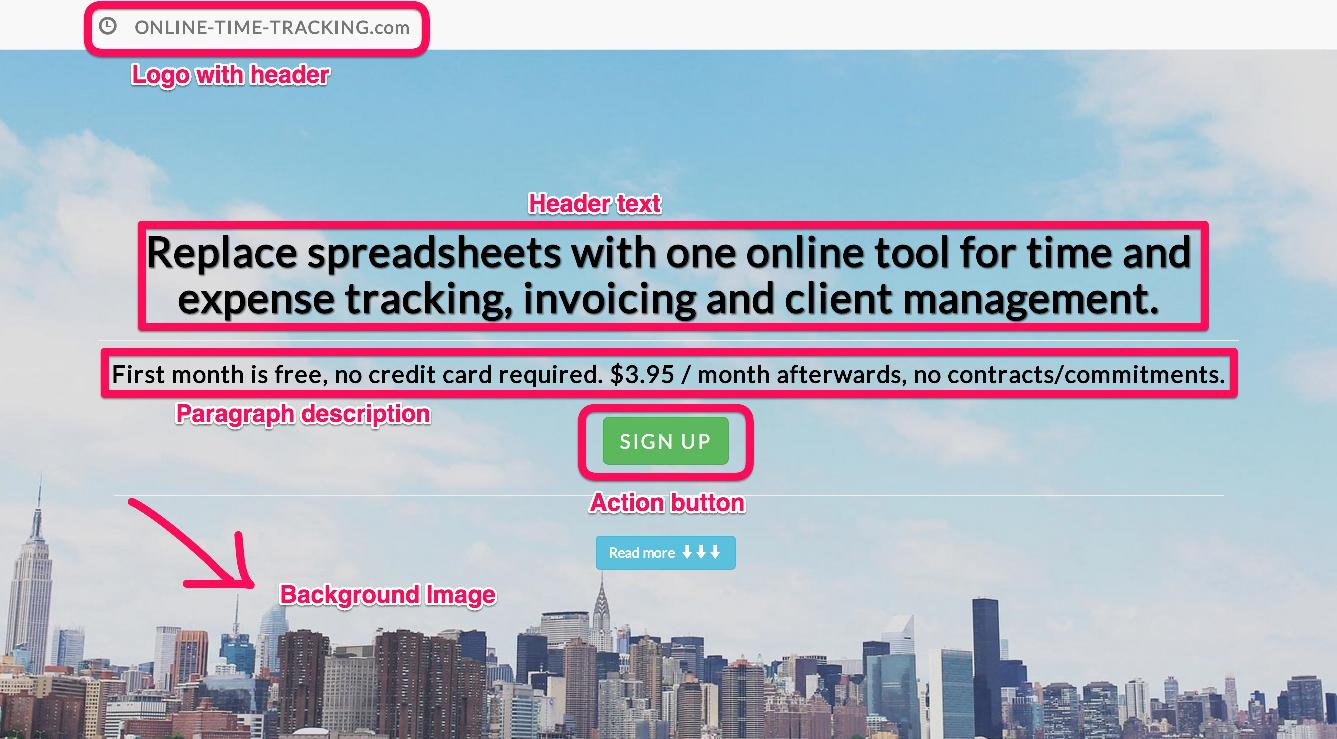 ONLINE-TIME-TRACKING.com
Logo with header
Header text
Replace spreadsheets with one online tool for time and
expense tracking, invoicing and client management.
First month is free, no credit card required. $3.95 / month afterwards, no contracts/commitments.
Paragraph description
SIGN UP
Action button
Read more
Background Image